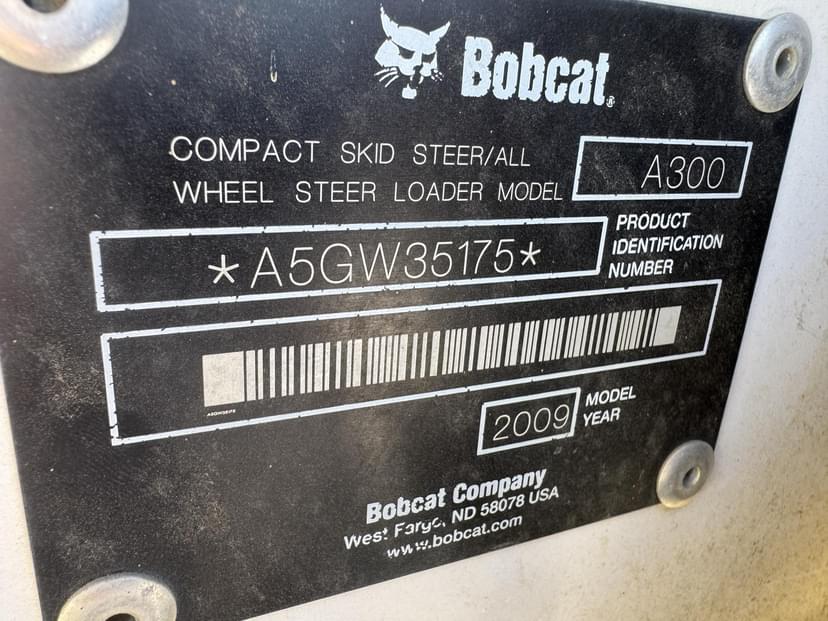 Bobcat®
COMPACT SKID STEER/ALL
WHEEL STEER LOADER MODEL
A300
*A5GW35175*
PRODUCT
IDENTIFICATION
NUMBER
2009
MODEL
YEAR
Bobcat Company
West Fargo, ND 58078 USA
www.bobcat.com